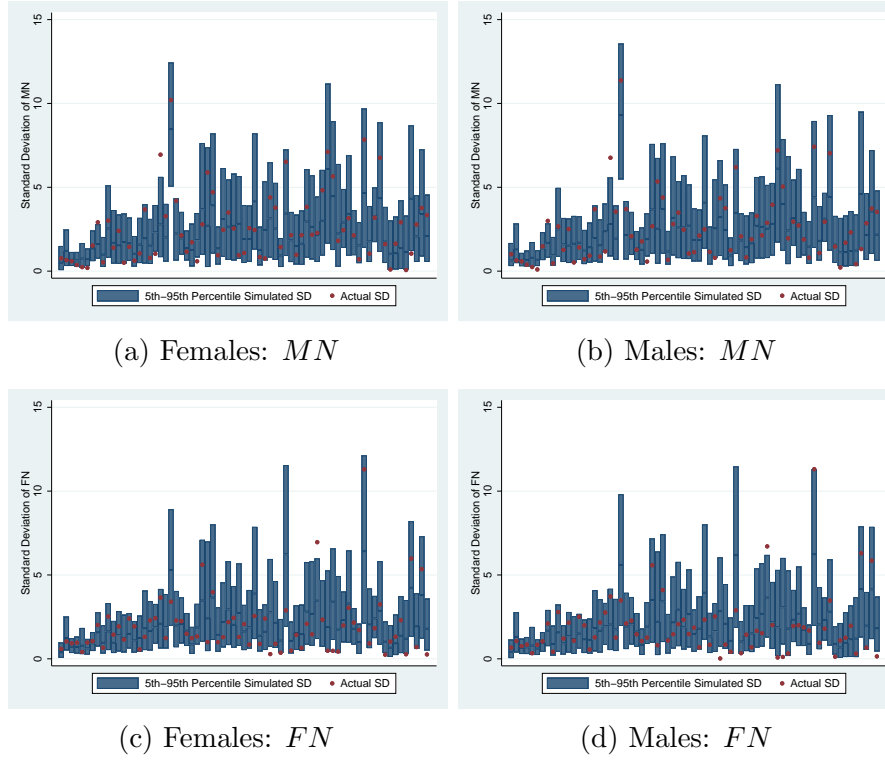 Standard Deviation of MN
15
10
5
0
5th−95th Percentile Simulated SD
Actual SD
(a) Females: MN
Standard Deviation of MN
15
10
5
0
5th−95th Percentile Simulated SD
Actual SD
(b) Males: MN
Standard Deviation of FN
15
10
5
0
5th−95th Percentile Simulated SD
Actual SD
(c) Females: FN
Standard Deviation of FN
15
10
5
0
5th−95th Percentile Simulated SD
Actual SD
(d) Males: FN